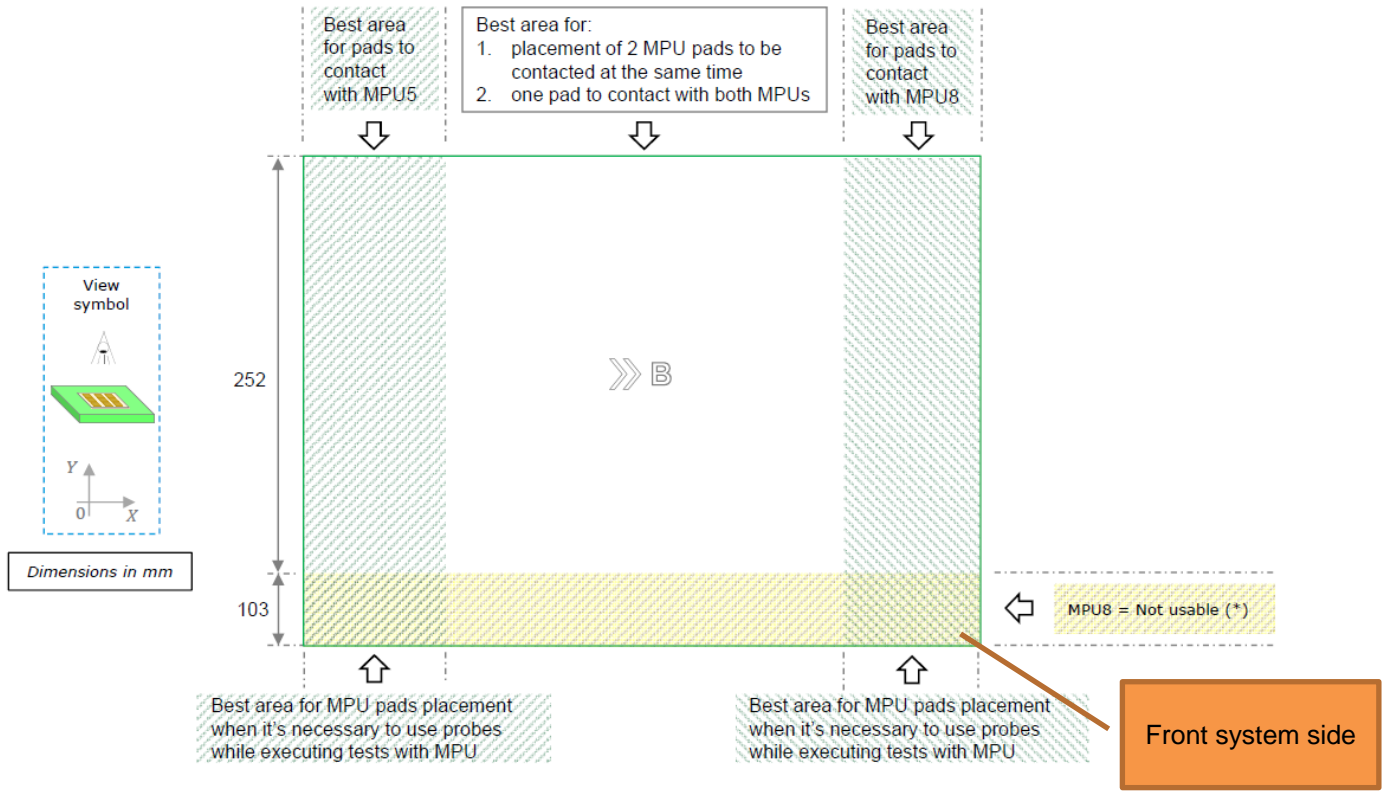 Best area
for pads to
contact
with MPU5
Best area for:
1. placement of 2 MPU pads to be
contacted at the same time
2. one pad to contact with both MPUs
Best area
for pads to
contact
with MPU8
View
symbol
252
B
Y
0
X
Dimensions in mm
103
MPU8 = Not usable (*)
Best area for MPU pads placement
when it's necessary to use probes
while executing tests with MPU
Best area for MPU pads placement
when it's necessary to use probes
while executing tests with MPU
Front system side